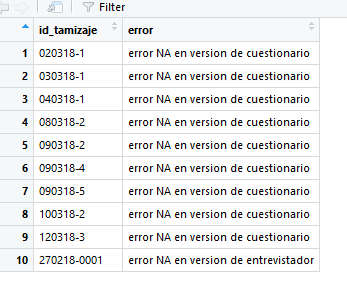 Filter
id_tamizaje error
1 020318-1 error NA en version de cuestionario
2 030318-1 error NA en version de cuestionario
3 040318-1 error NA en version de cuestionario
4 080318-2 error NA en version de cuestionario
5 090318-2 error NA en version de cuestionario
6 090318-4 error NA en version de cuestionario
7 090318-5 error NA en version de cuestionario
8 100318-2 error NA en version de cuestionario
9 120318-3 error NA en version de cuestionario
10 270218-0001 error NA en version de entrevistador